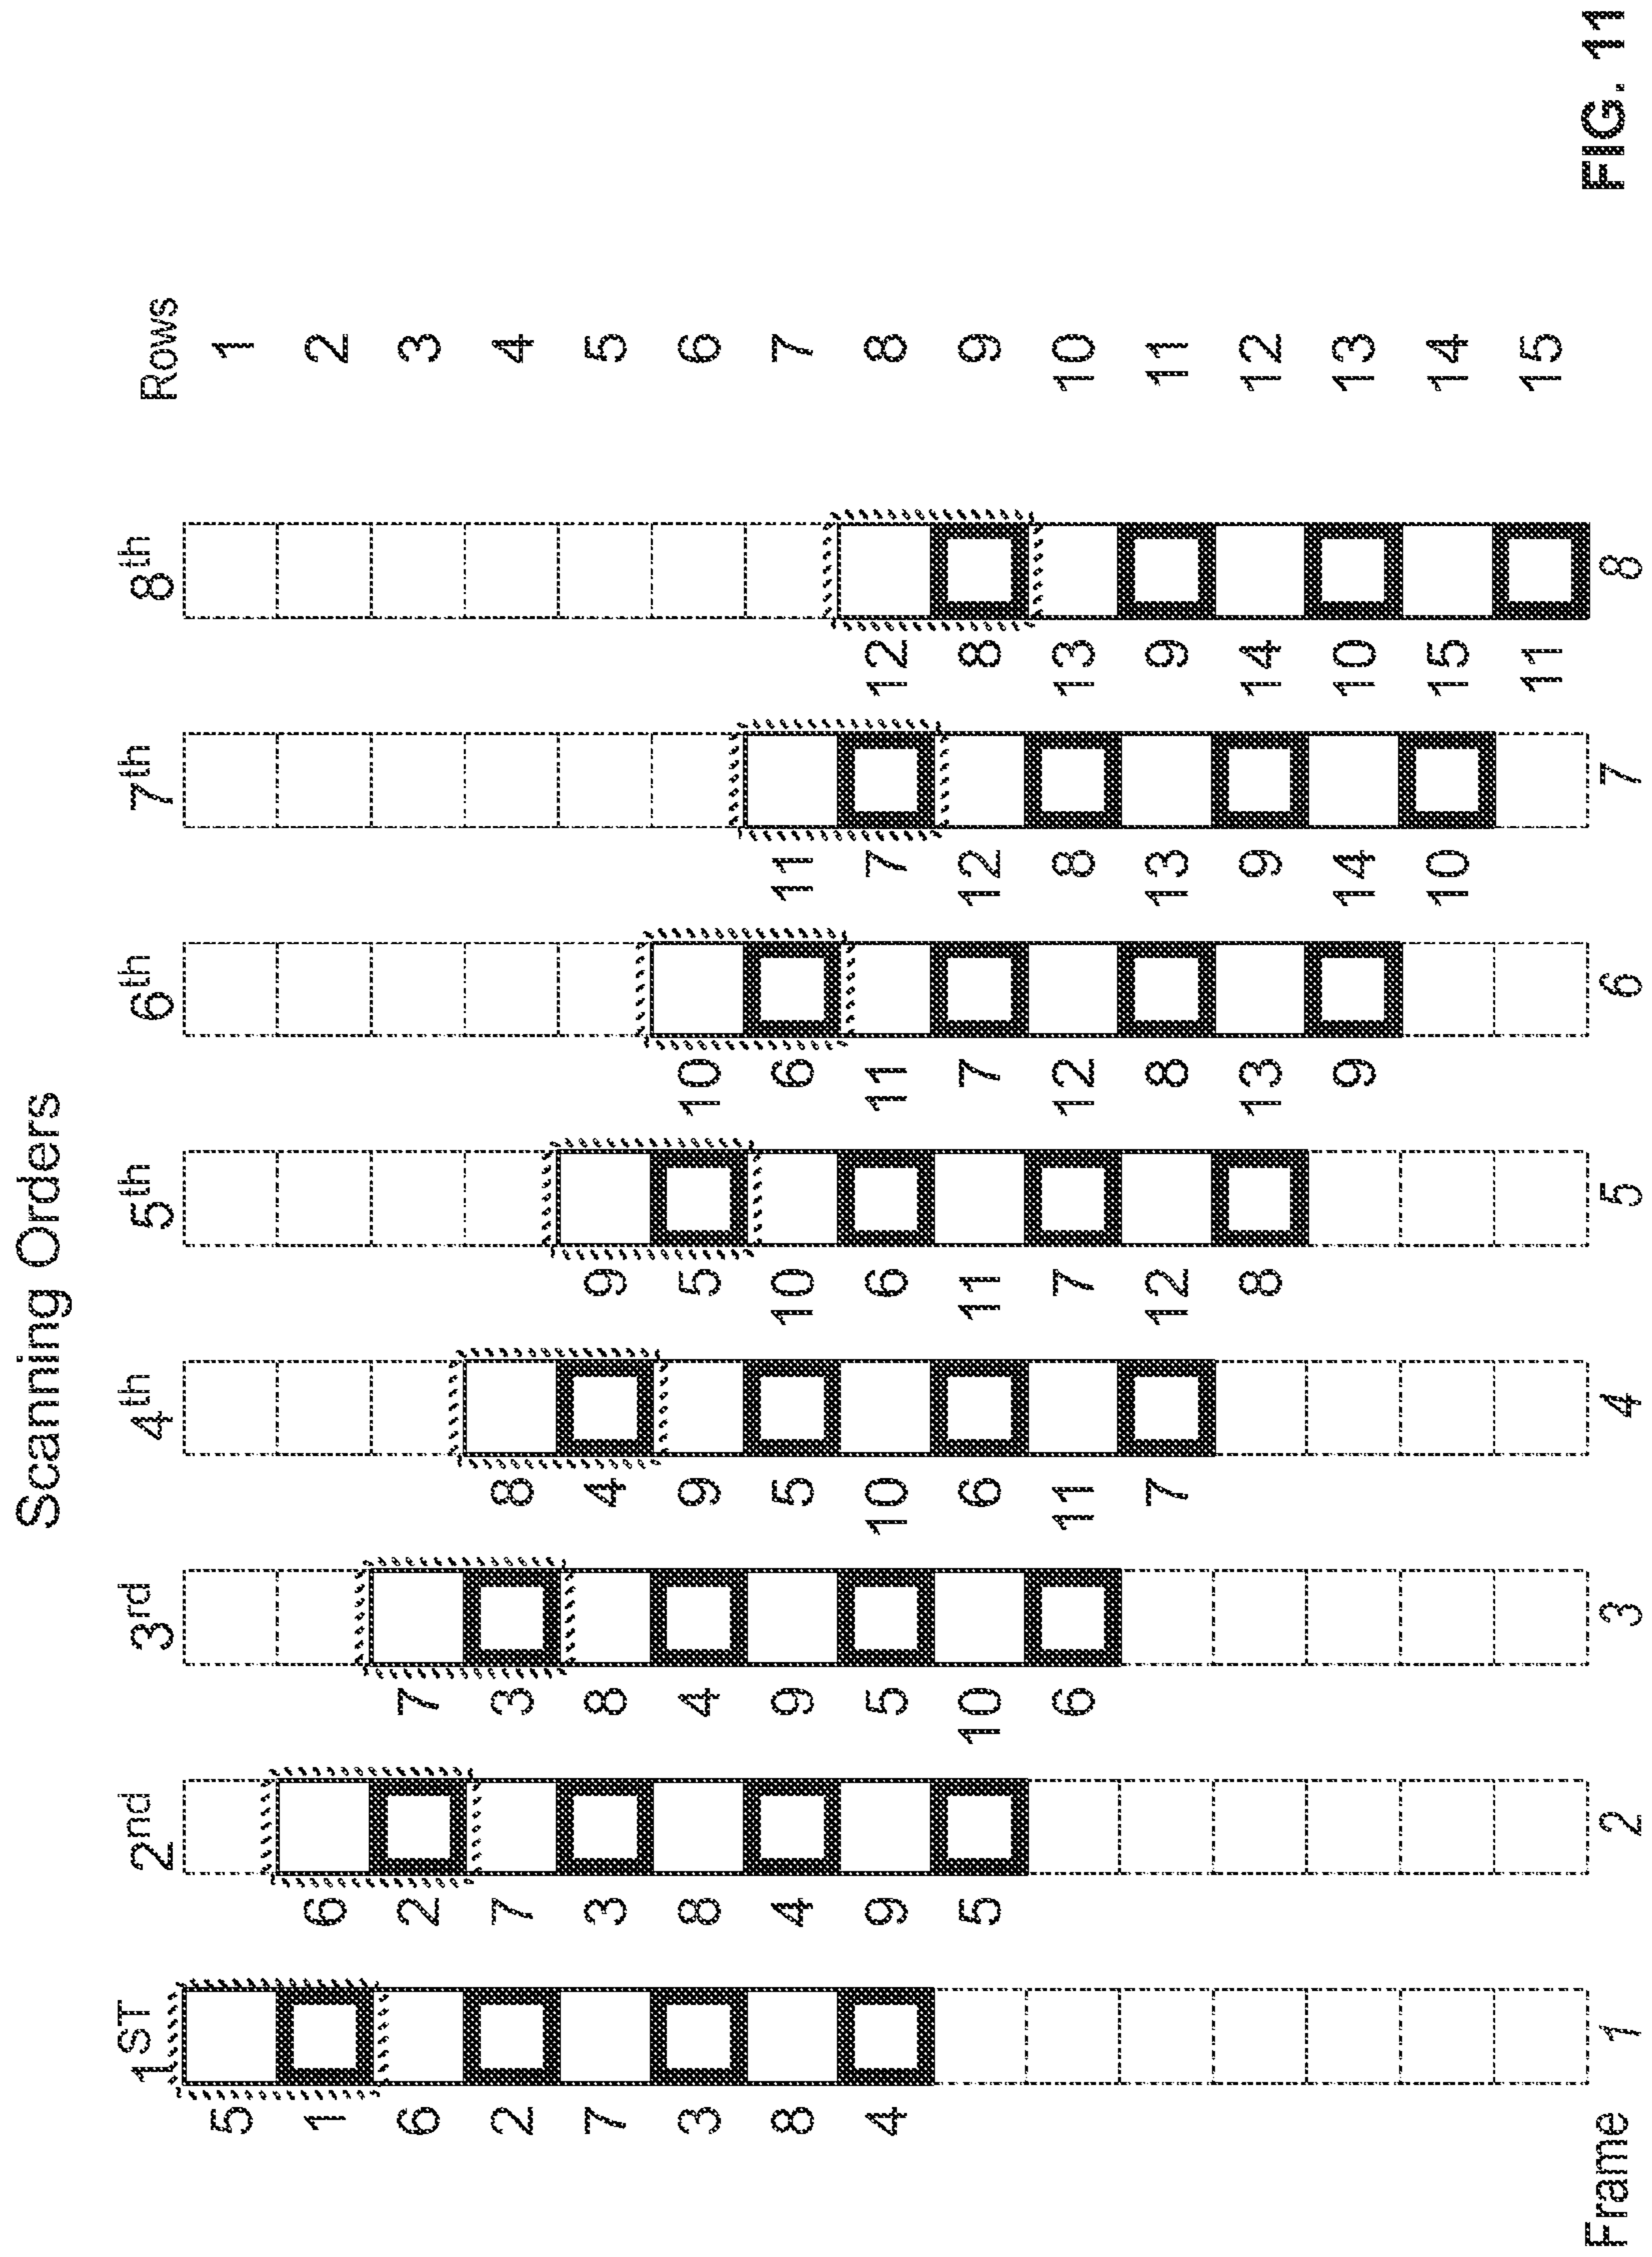 Scanning Orders
1ST 2nd 3rd 4th 5th 6th 7th 8th Rows
5 1
1 6 2
6 2 7 3
2 7 3 8 4
7 3 8 4 9 5
3 8 4 9 5 10 6
8 4 9 5 10 6 11 7
4 9 5 10 6 11 7 12 8
5 10 6 11 7 12 8 9
6 11 7 12 8 13 10
7 12 8 13 9 11
8 13 9 14 12
9 14 10 13
10 15 14
11 15
Frame 1 2 3 4 5 6 7 8
FIG. 11